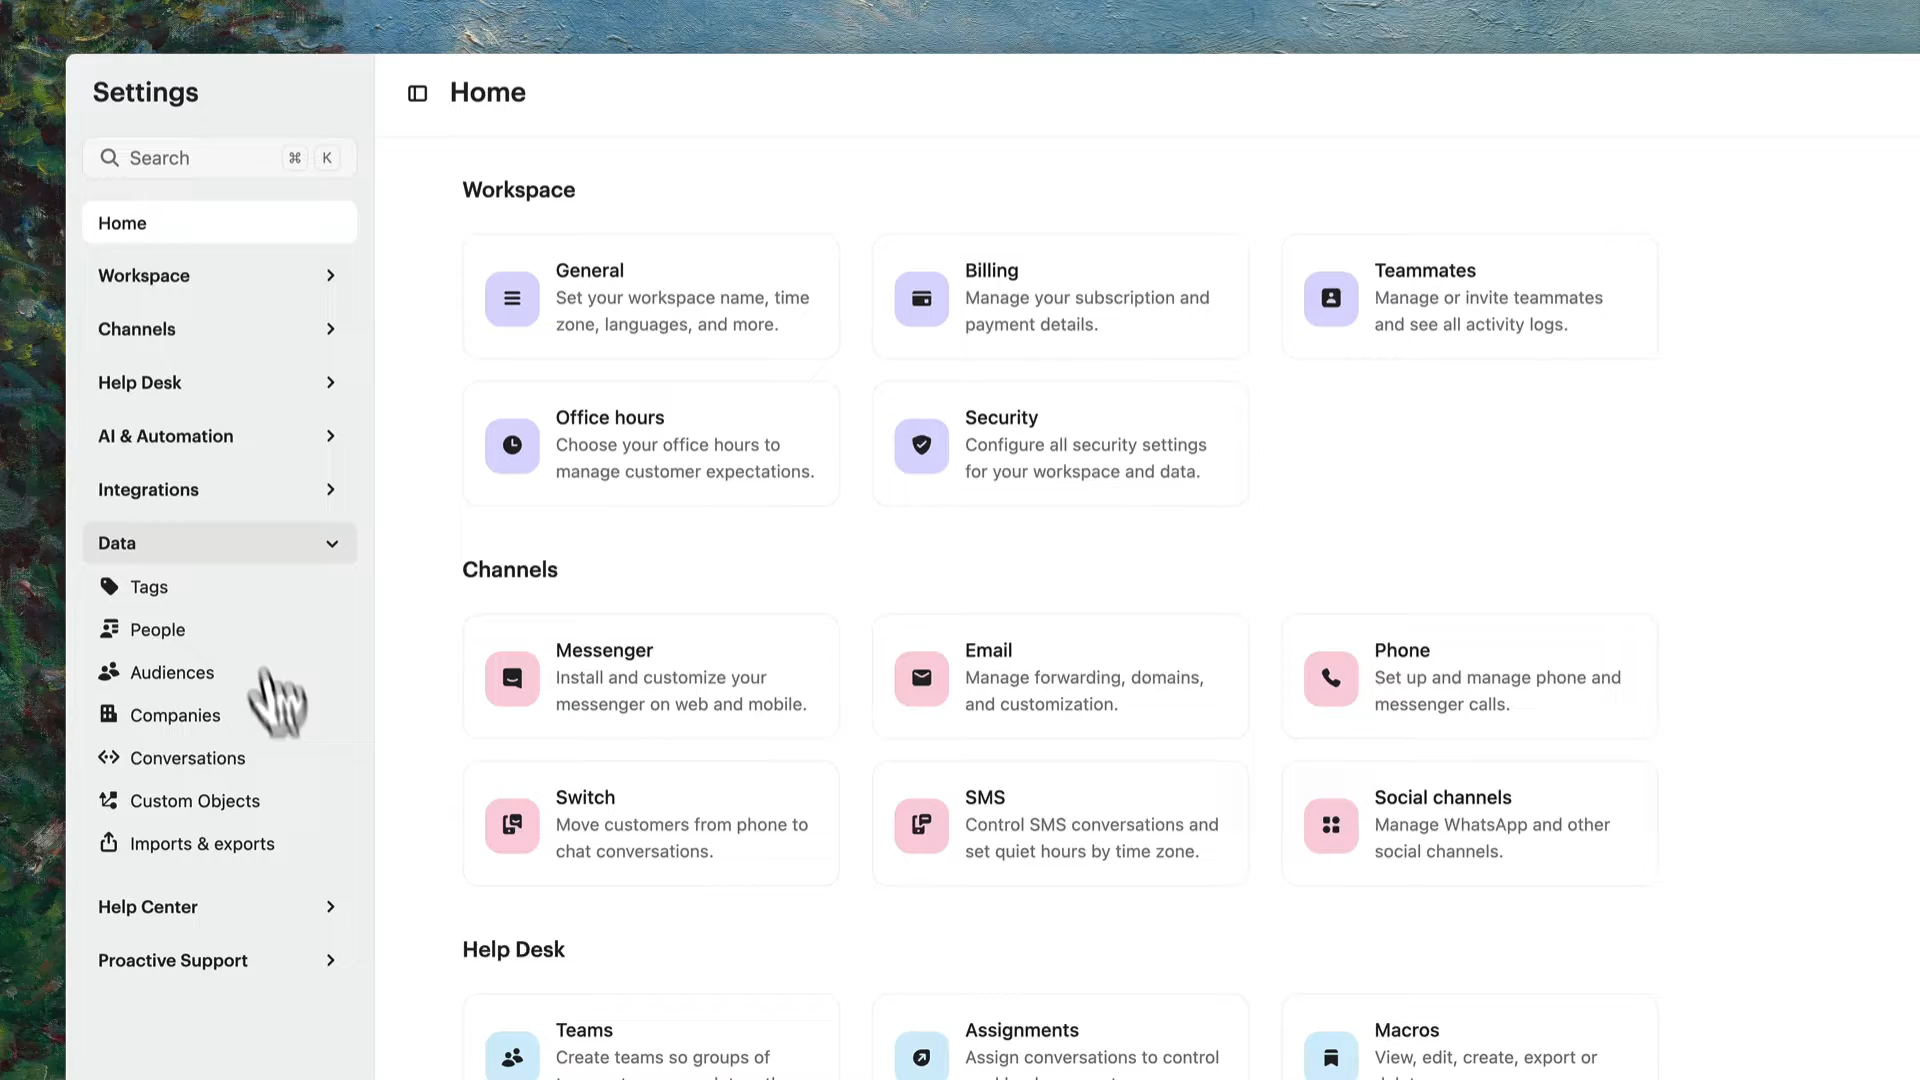 Settings
Home
Search
⌘ K
Home
Workspace
Channels
Help Desk
AI & Automation
Integrations
Data
Tags
People
Audiences
Companies
Conversations
Custom Objects
Imports & exports
Help Center
Proactive Support
Workspace
General
Set your workspace name, time
zone, languages, and more.
Billing
Manage your subscription and
payment details.
Teammates
Manage or invite teammates
and see all activity logs.
Office hours
Choose your office hours to
manage customer expectations.
Security
Configure all security settings
for your workspace and data.
Channels
Messenger
Install and customize your
messenger on web and mobile.
Email
Manage forwarding, domains,
and customization.
Phone
Set up and manage phone and
messenger calls.
Switch
Move customers from phone to
chat conversations.
SMS
Control SMS conversations and
set quiet hours by time zone.
Social channels
Manage WhatsApp and other
social channels.
Help Desk
Teams
Create teams so groups of
Assignments
Assign conversations to control
Macros
View, edit, create, export or